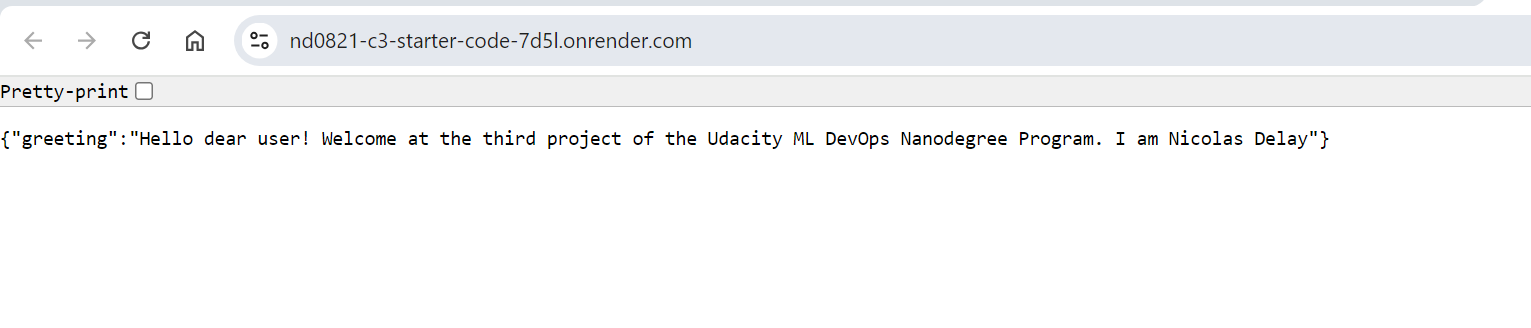 nd0821-c3-starter-code-7d5l.onrender.com
Pretty-print
{"greeting":"Hello dear user! Welcome at the third project of the Udacity ML DevOps Nanodegree Program. I am Nicolas Delay"}